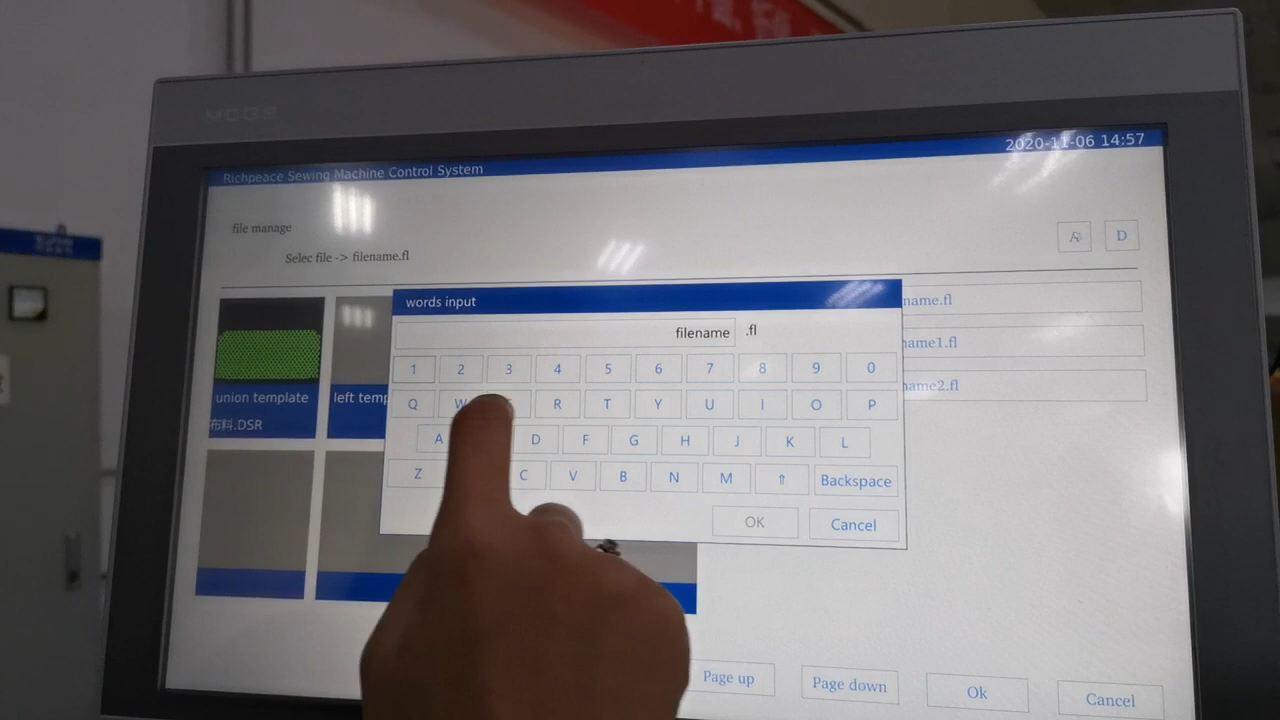 MCGS
2020-11-06 14:57
Richpeace Sewing Machine Control System
file manage
D
Selec file -> filename.fl
words input
name.fl
filename .fl
name1.fl
name2.fl
1 2 3 4 5 6 7 8 9 0
Q W R T Y U I O P
A D F G H J K L
Z C V B N M ⇧ Backspace
OK Cancel
union template
left temp
布料.DSR
Page up Page down Ok Cancel